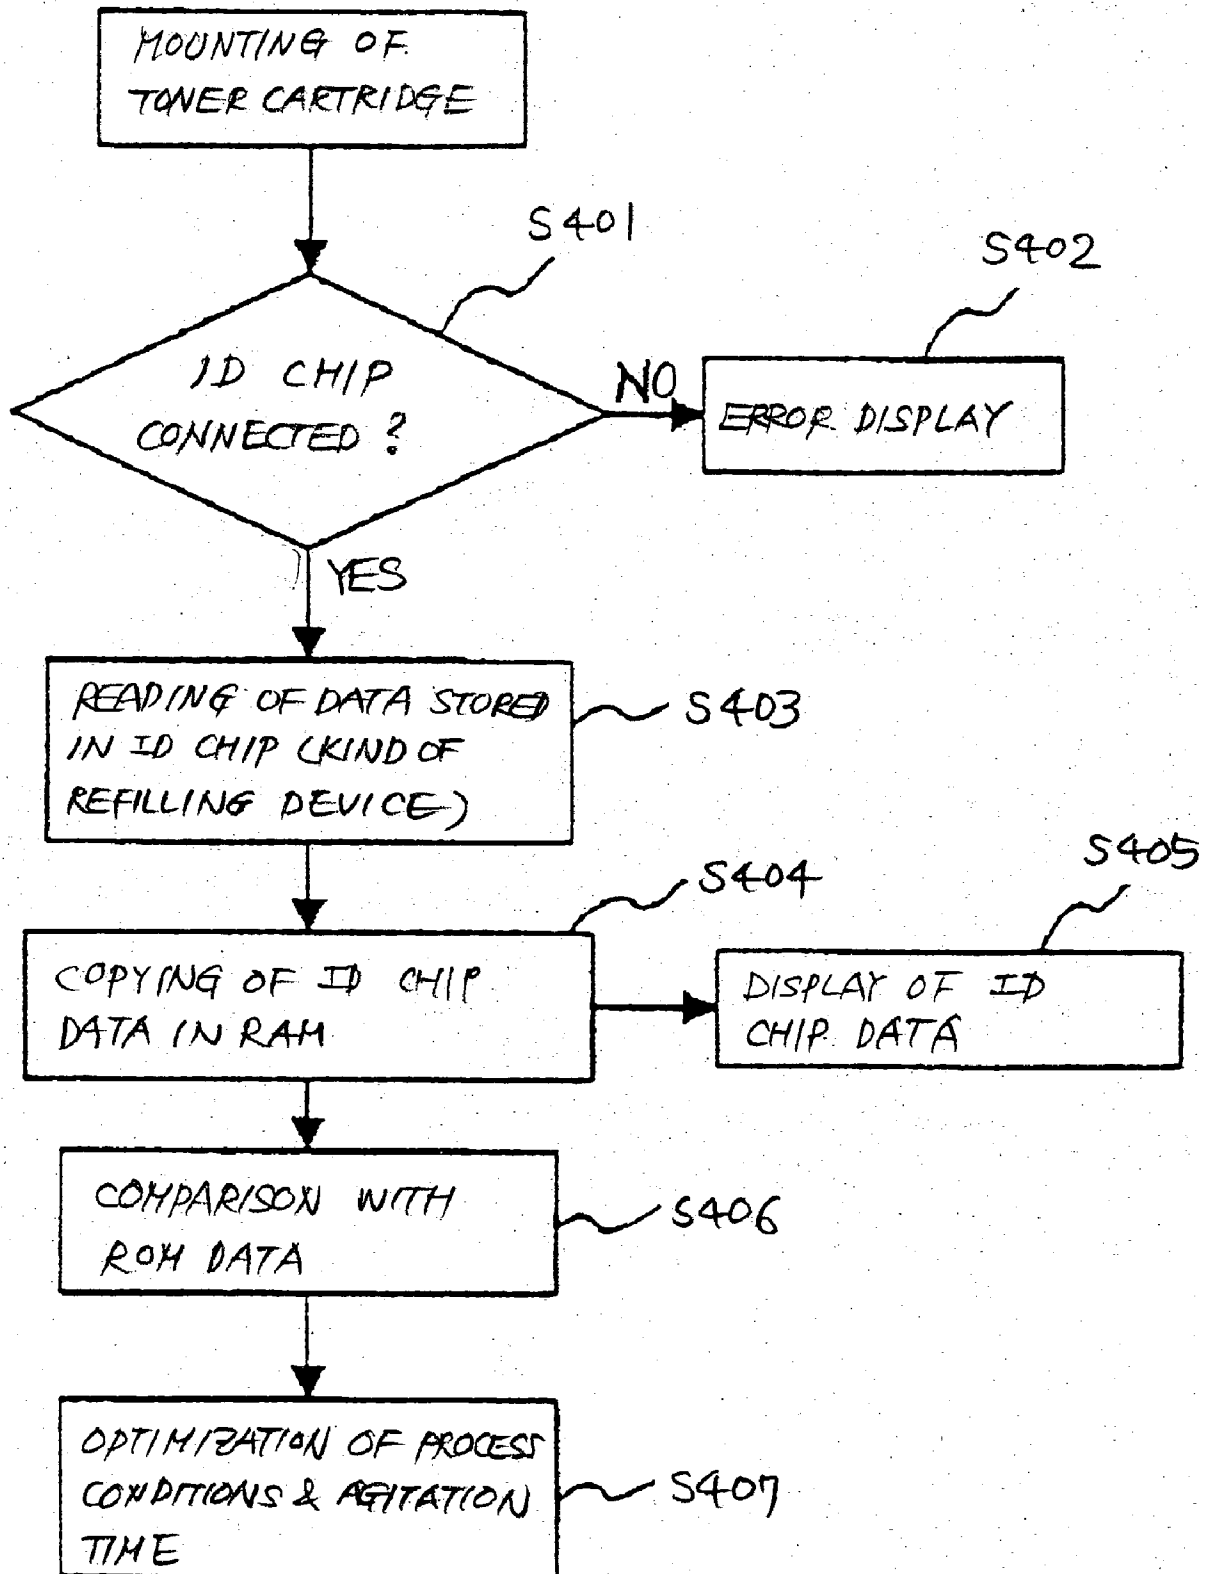 MOUNTING OF
TONER CARTRIDGE
S401
S402
ID CHIP
CONNECTED?
NO
ERROR DISPLAY
YES
READING OF DATA STORED
IN ID CHIP (KIND OF
REFILLING DEVICE)
S403
S404
S405
COPYING OF ID CHIP
DATA IN RAM
DISPLAY OF ID
CHIP DATA
COMPARISON WITH
ROM DATA
S406
OPTIMIZATION OF PROCESS
CONDITIONS & AGITATION
TIME
S407